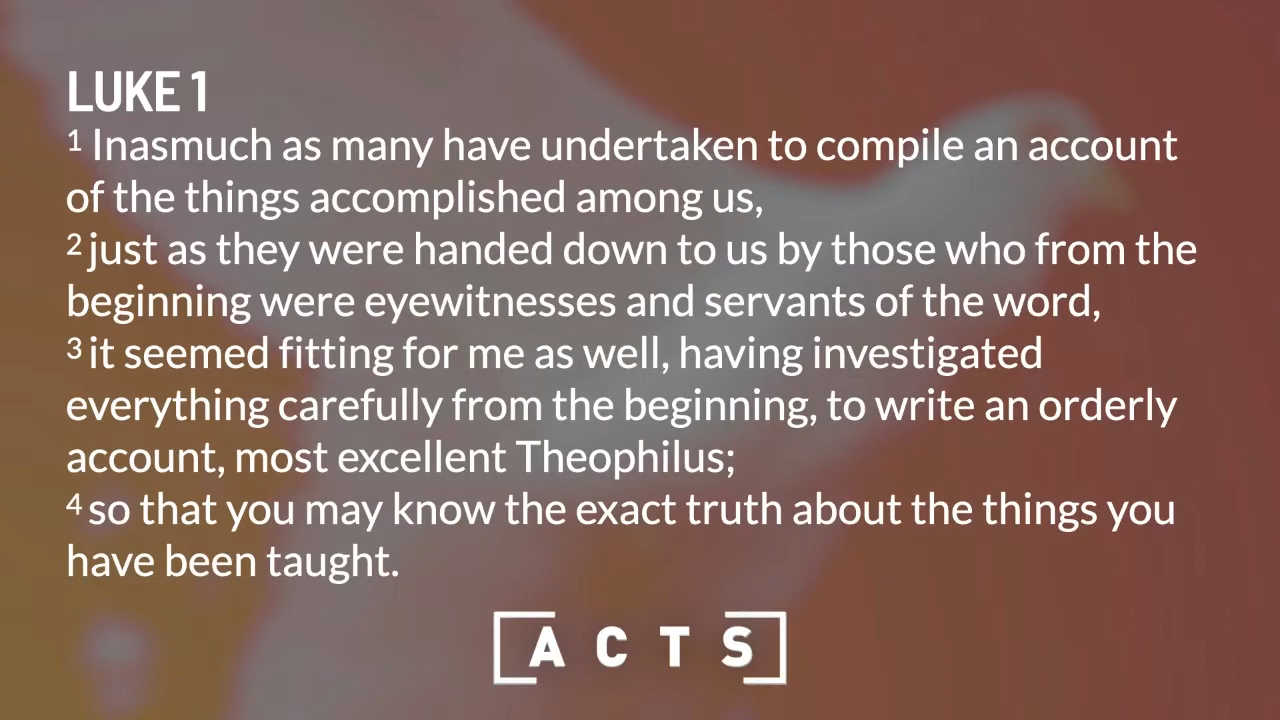 LUKE 1
1 Inasmuch as many have undertaken to compile an account
of the things accomplished among us,
2 just as they were handed down to us by those who from the
beginning were eyewitnesses and servants of the word,
3 it seemed fitting for me as well, having investigated
everything carefully from the beginning, to write an orderly
account, most excellent Theophilus;
4 so that you may know the exact truth about the things you
have been taught.
[ACTS]